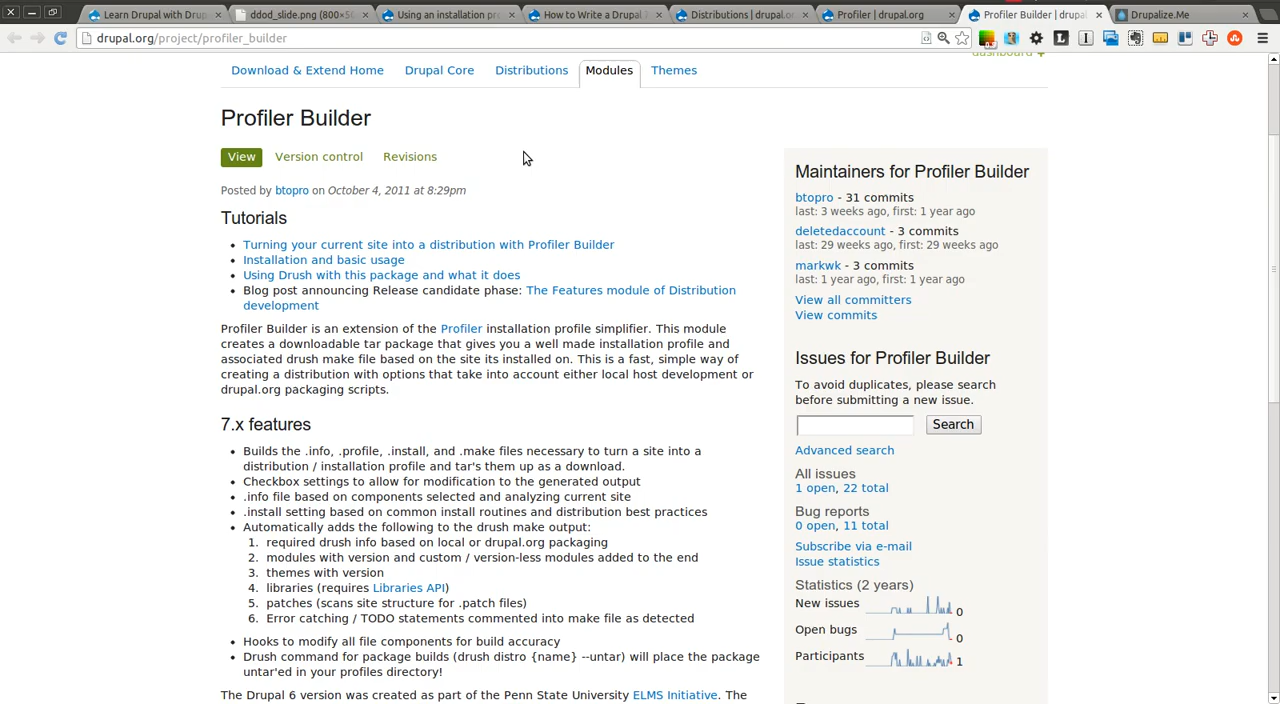 Learn Drupal with Drup
ddod_slide.png (800×5
Using an installation pr
How to Write a Drupal
Distributions | drupal.or
Profiler | drupal.org
Profiler Builder | drupal
Drupalize.Me
drupal.org/project/profiler_builder
dashboard
Download & Extend Home
Drupal Core
Distributions
Modules
Themes
Profiler Builder
View
Version control
Revisions
Posted by btopro on October 4, 2011 at 8:29pm
Tutorials
• Turning your current site into a distribution with Profiler Builder
• Installation and basic usage
• Using Drush with this package and what it does
• Blog post announcing Release candidate phase: The Features module of Distribution
development
Profiler Builder is an extension of the Profiler installation profile simplifier. This module
creates a downloadable tar package that gives you a well made installation profile and
associated drush make file based on the site its installed on. This is a fast, simple way of
creating a distribution with options that take into account either local host development or
drupal.org packaging scripts.
7.x features
• Builds the .info, .profile, .install, and .make files necessary to turn a site into a
distribution / installation profile and tar's them up as a download.
• Checkbox settings to allow for modification to the generated output
• .info file based on components selected and analyzing current site
• .install setting based on common install routines and distribution best practices
• Automatically adds the following to the drush make output:
1. required drush info based on local or drupal.org packaging
2. modules with version and custom / version-less modules added to the end
3. themes with version
4. libraries (requires Libraries API)
5. patches (scans site structure for .patch files)
6. Error catching / TODO statements commented into make file as detected
• Hooks to modify all file components for build accuracy
• Drush command for package builds (drush distro {name} --untar) will place the package
untar'ed in your profiles directory!
The Drupal 6 version was created as part of the Penn State University ELMS Initiative. The
Maintainers for Profiler Builder
btopro - 31 commits
last: 3 weeks ago, first: 1 year ago
deletedaccount - 3 commits
last: 29 weeks ago, first: 29 weeks ago
markwk - 3 commits
last: 1 year ago, first: 1 year ago
View all committers
View commits
Issues for Profiler Builder
To avoid duplicates, please search
before submitting a new issue.
Search
Advanced search
All issues
1 open, 22 total
Bug reports
0 open, 11 total
Subscribe via e-mail
Issue statistics
Statistics (2 years)
New issues 0
Open bugs 0
Participants 1